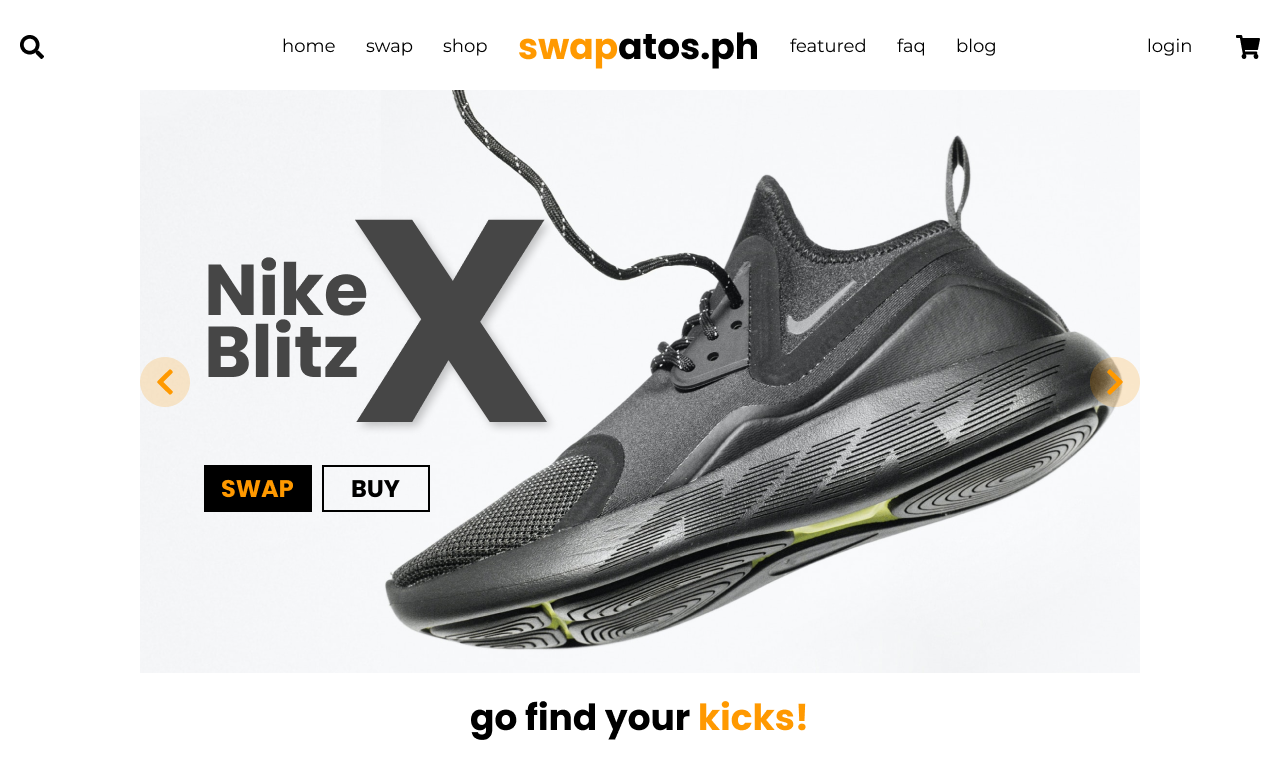 home swap shop swapatos.ph featured faq blog login
Nike
Blitz X
SWAP BUY
go find your kicks!